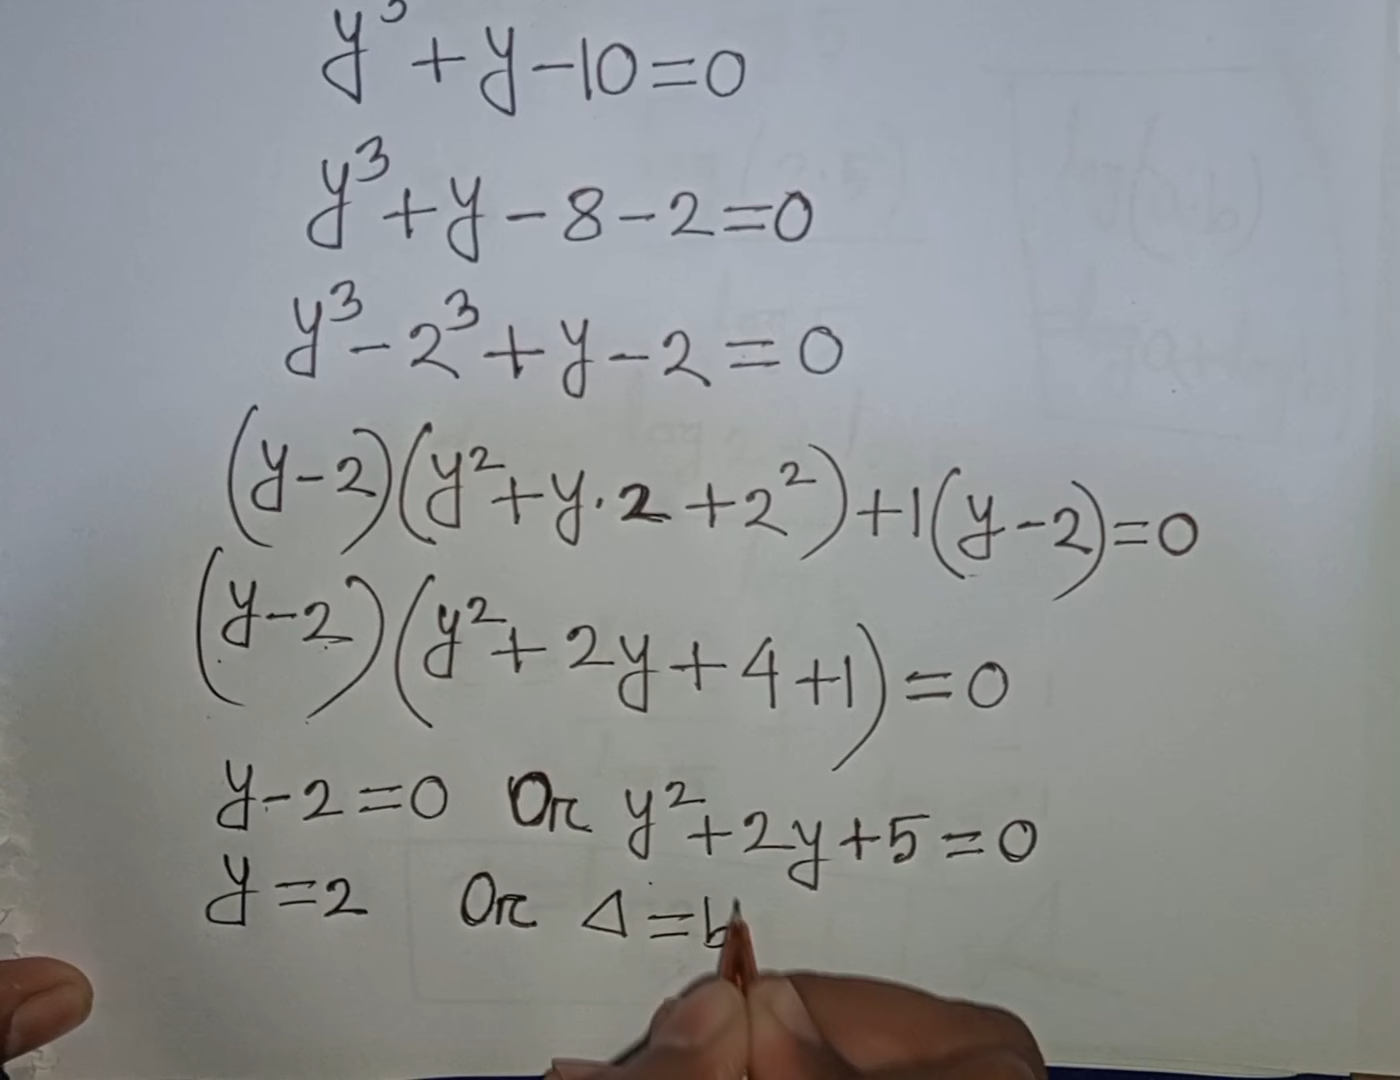 y³+y-10=0
y³+y-8-2=0
y³-2³+y-2=0
(y-2)(y²+y.2+2²)+1(y-2)=0
(y-2)(y²+2y+4+1)=0
y-2=0 Or y²+2y+5=0
y=2 Or Δ=b